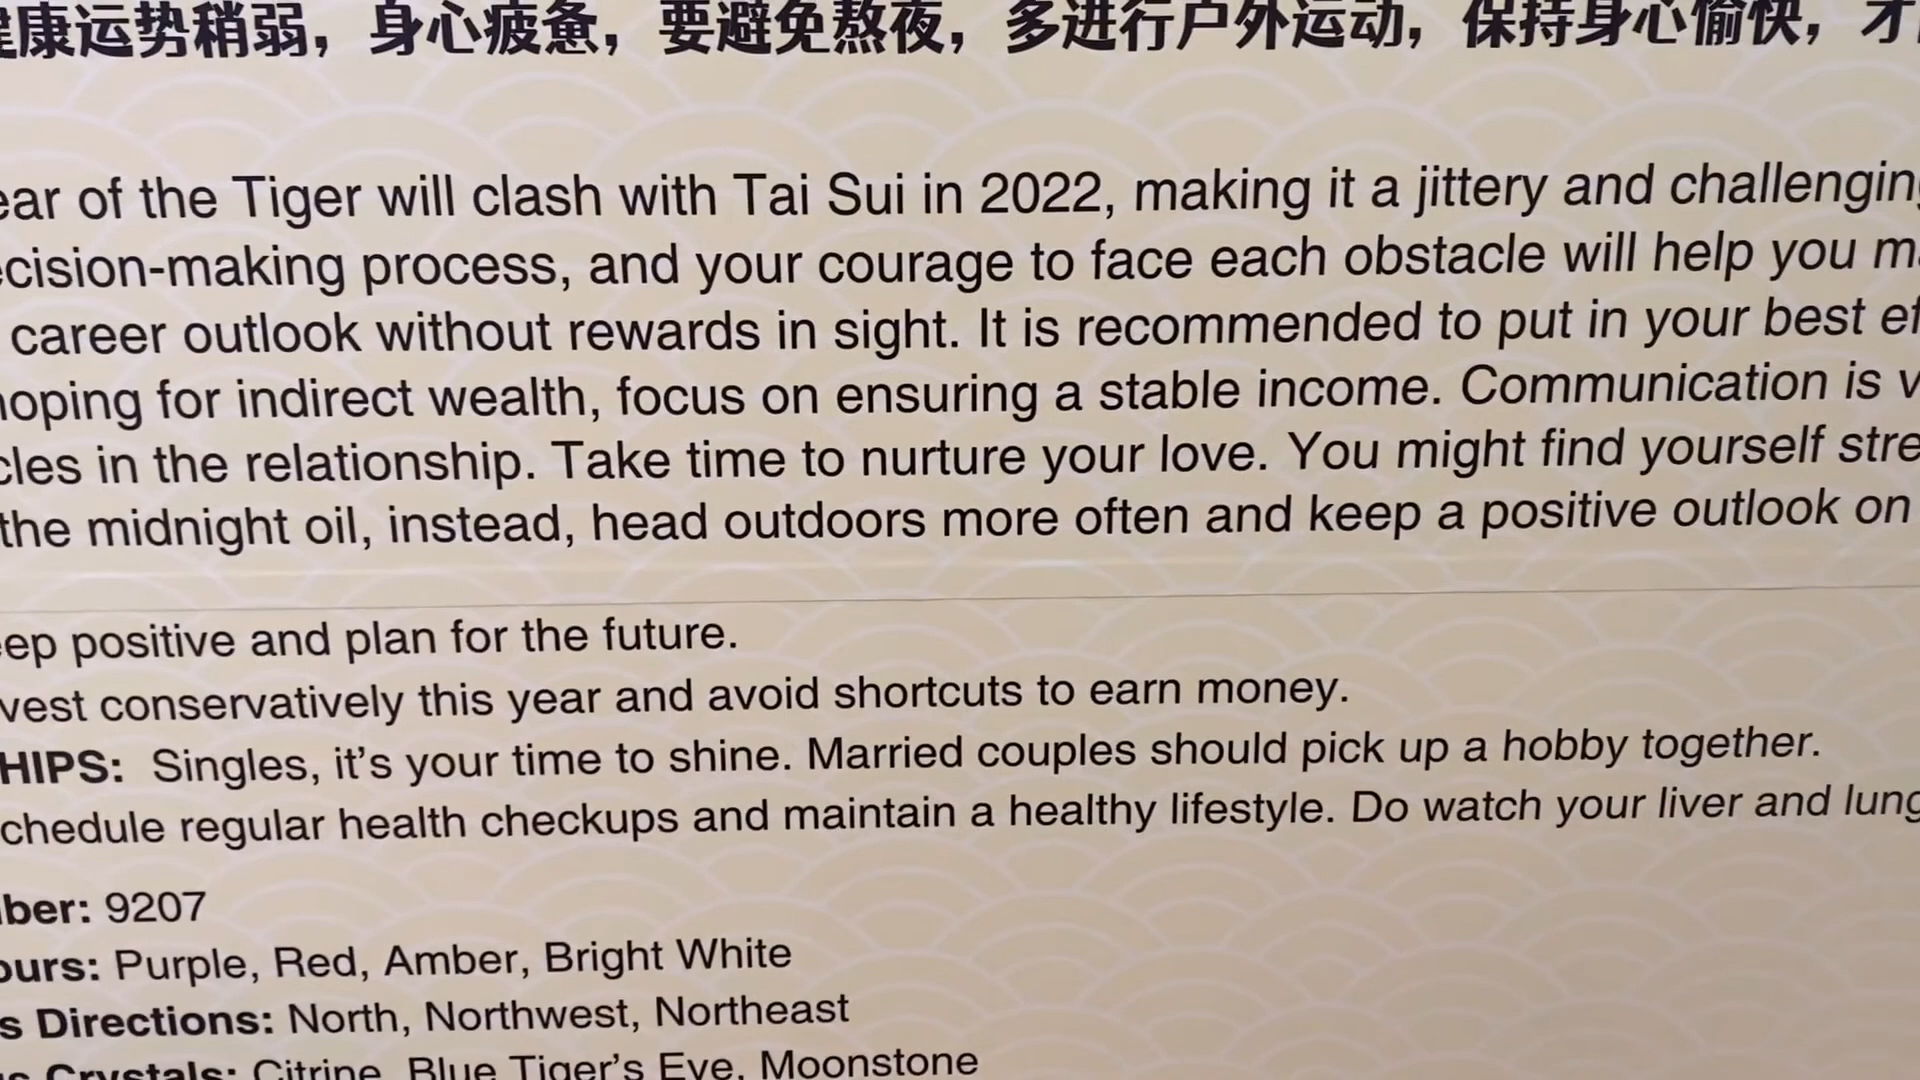 康运势稍弱，身心疲惫，要避免熬夜，多进行户外运动，保持身心愉快，才
ear of the Tiger will clash with Tai Sui in 2022, making it a jittery and challenging
ecision-making process, and your courage to face each obstacle will help you ma
career outlook without rewards in sight. It is recommended to put in your best ef
hoping for indirect wealth, focus on ensuring a stable income. Communication is v
cles in the relationship. Take time to nurture your love. You might find yourself stre
the midnight oil, instead, head outdoors more often and keep a positive outlook on
eep positive and plan for the future.
vest conservatively this year and avoid shortcuts to earn money.
HIPS: Singles, it's your time to shine. Married couples should pick up a hobby together.
chedule regular health checkups and maintain a healthy lifestyle. Do watch your liver and lung
ber: 9207
ours: Purple, Red, Amber, Bright White
s Directions: North, Northwest, Northeast
s Crystals: Citrine, Blue Tiger's Eye, Moonstone